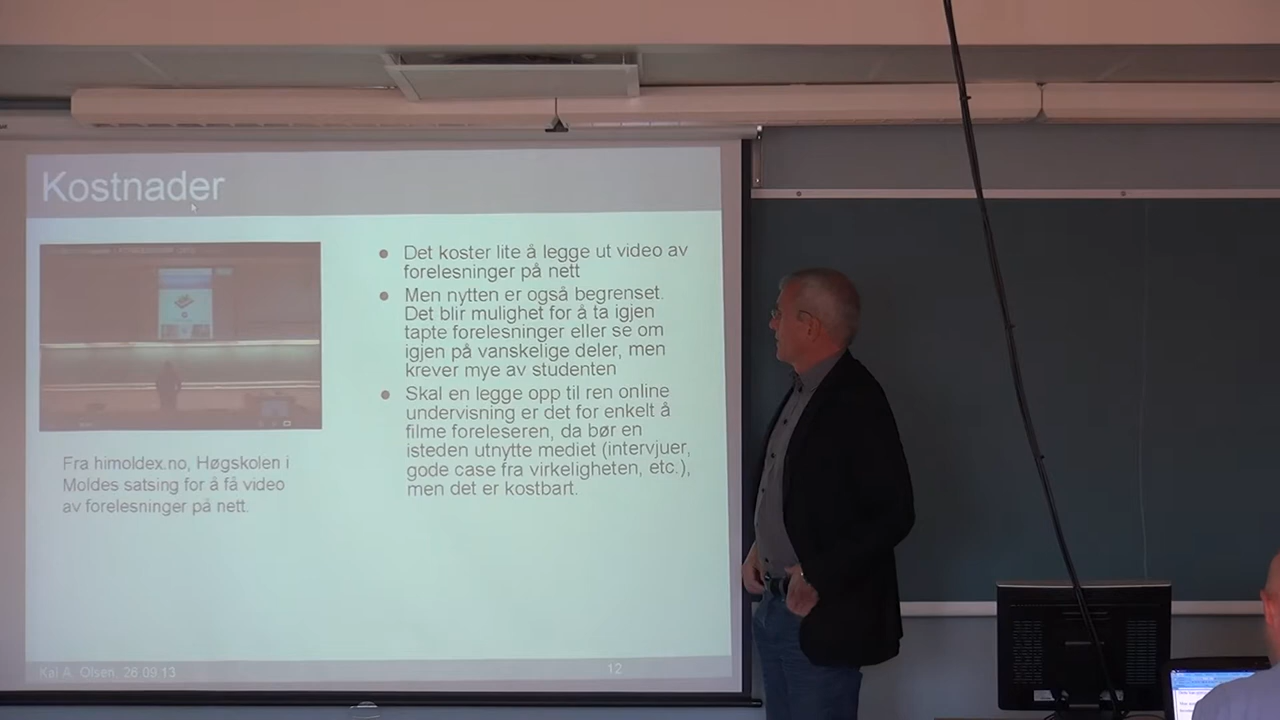 Kostnader
Det koster lite å legge ut video av
forelesninger på nett
Men nytten er også begrenset.
Det blir mulighet for å ta igjen
tapte forelesninger eller se om
igjen på vanskelige deler, men
krever mye av studenten
Skal en legge opp til ren online
undervisning er det for enkelt å
filme foreleseren, da bør en
isteden utnytte mediet (intervjuer,
gode case fra virkeligheten, etc.),
men det er kostbart.
Fra himoldex.no, Høgskolen i
Moldes satsing for å få video
av forelesninger på nett.
Kai A. Olsen, 26.09.13
12